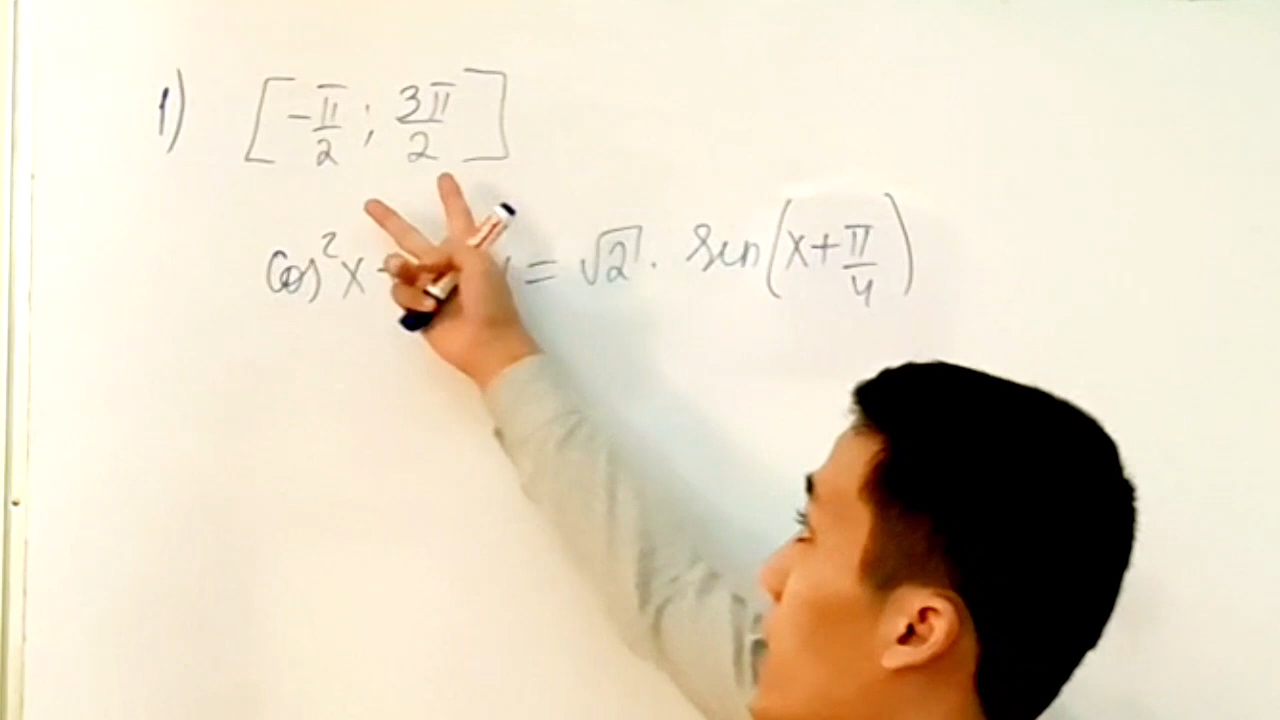 1) [-π/2 ; 3π/2]
cos²x = √2 · sin(x+π/4)